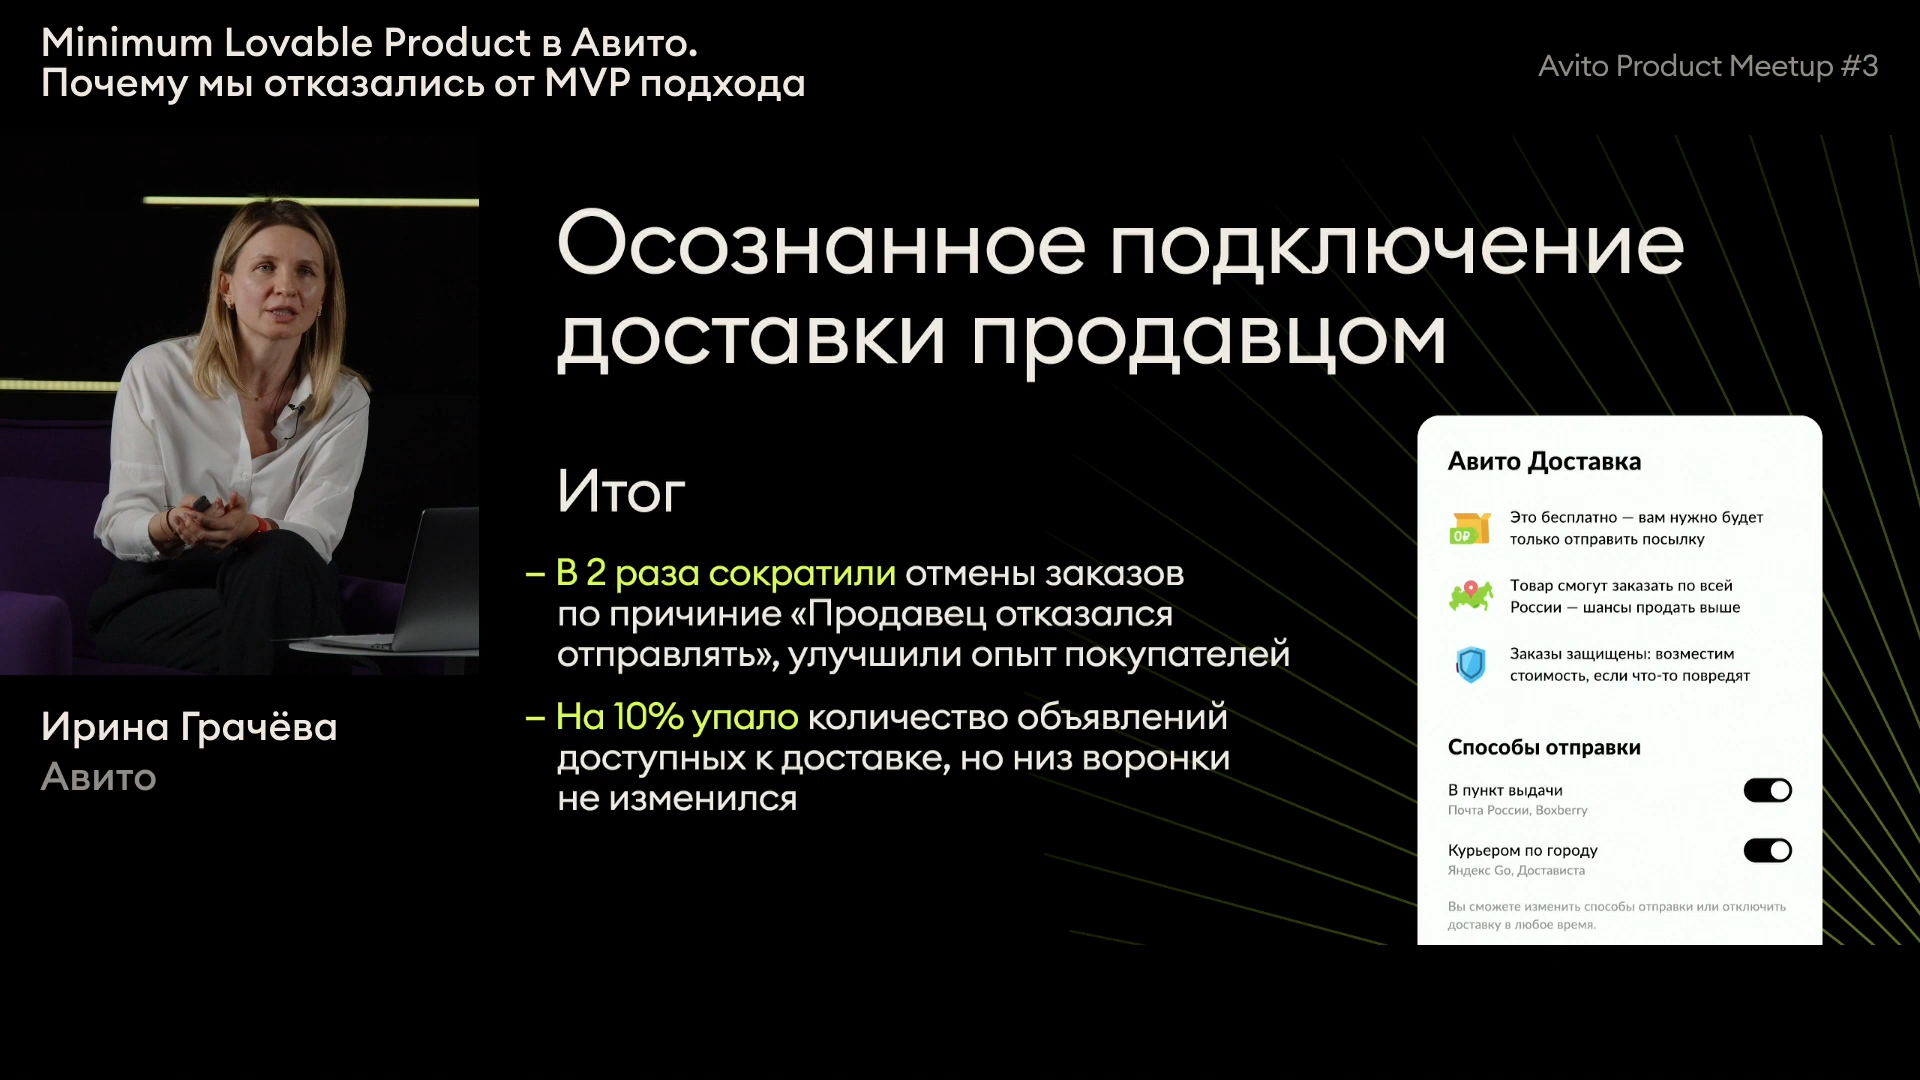 Minimum Lovable Product в Авито.
Почему мы отказались от MVP подхода
Avito Product Meetup #3
Осознанное подключение
доставки продавцом
Итог
– В 2 раза сократили отмены заказов
по причиние «Продавец отказался
отправлять», улучшили опыт покупателей
– На 10% упало количество объявлений
доступных к доставке, но низ воронки
не изменился
Авито Доставка
0₽
Это бесплатно — вам нужно будет
только отправить посылку
Товар смогут заказать по всей
России — шансы продать выше
Заказы защищены: возместим
стоимость, если что-то повредят
Способы отправки
В пункт выдачи
Почта России, Boxberry
Курьером по городу
Яндекс Go, Достависта
Вы сможете изменить способы отправки или отключить
доставку в любое время.
Ирина Грачёва
Авито